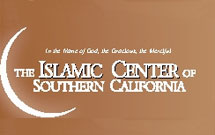 In the Name of God, the Gracious, the Merciful
THE ISLAMIC CENTER OF
SOUTHERN CALIFORNIA